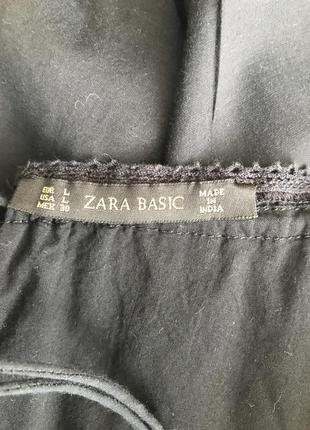 EUR L
USA L
MEX 30
ZARA BASIC
MADE
IN
INDIA